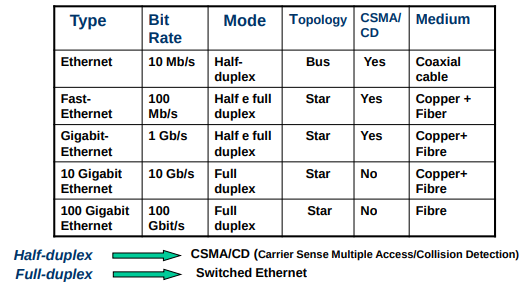 Type Bit Rate Mode Topology CSMA/CD Medium
Ethernet 10 Mb/s Half-duplex Bus Yes Coaxial cable
Fast-Ethernet 100 Mb/s Half e full duplex Star Yes Copper + Fiber
Gigabit-Ethernet 1 Gb/s Half e full duplex Star Yes Copper+ Fibre
10 Gigabit Ethernet 10 Gb/s Full duplex Star No Copper+ Fibre
100 Gigabit Ethernet 100 Gbit/s Full duplex Star No Fibre
Half-duplex CSMA/CD (Carrier Sense Multiple Access/Collision Detection)
Full-duplex Switched Ethernet